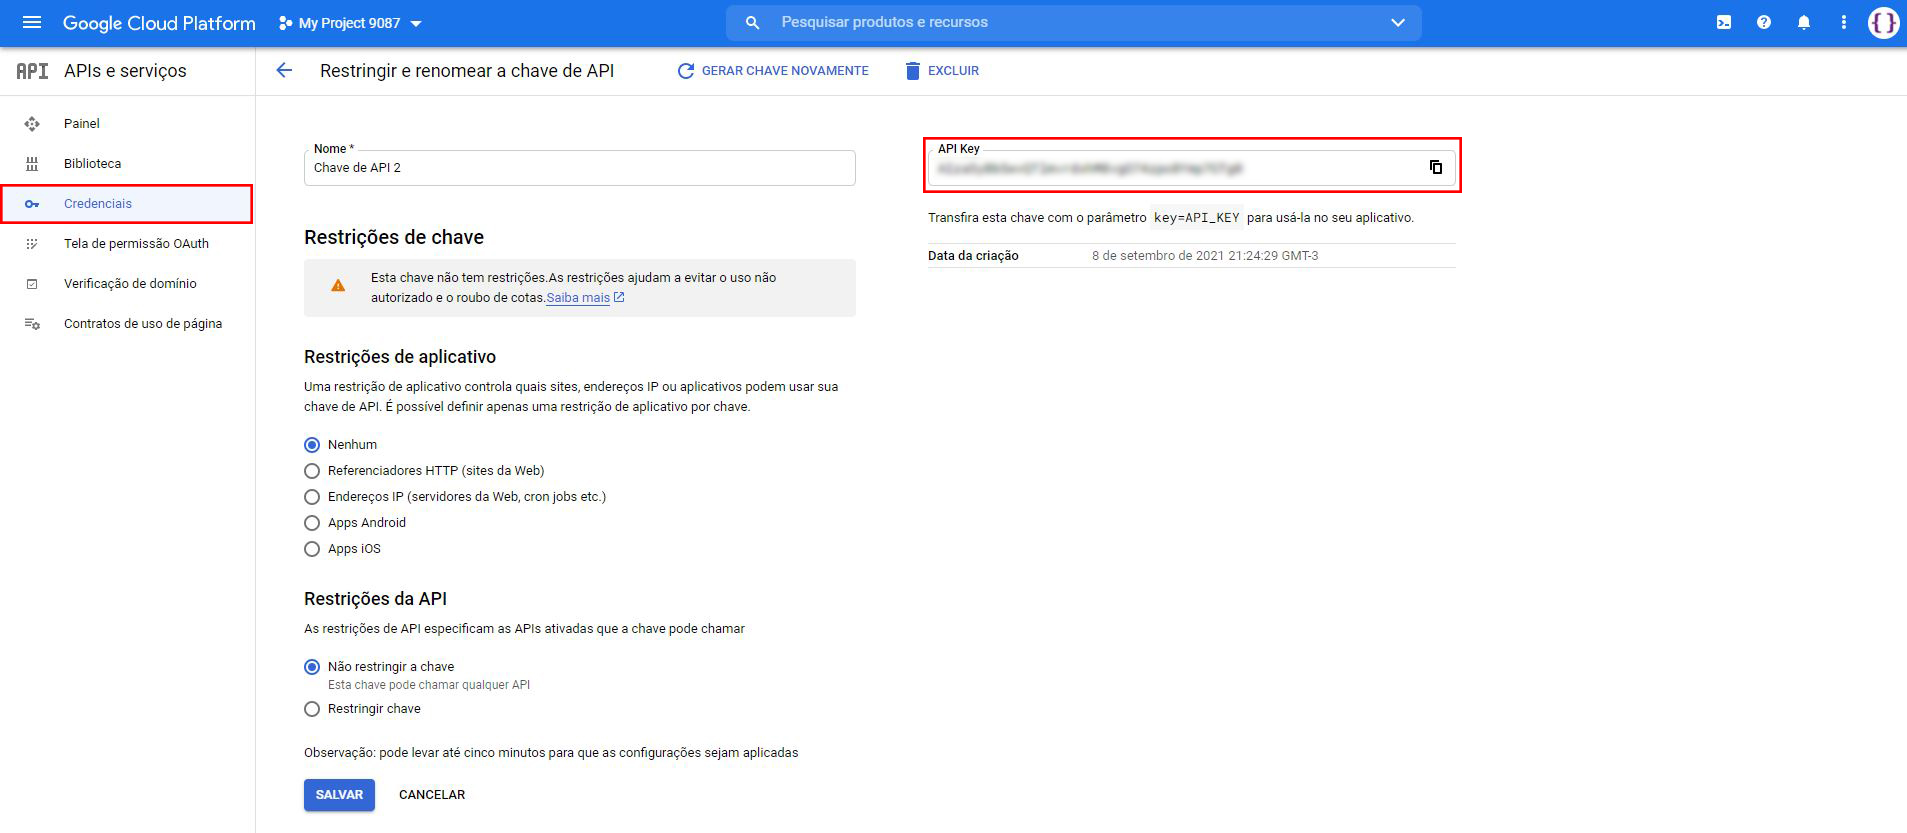 Google Cloud Platform
My Project 9087
Pesquisar produtos e recursos
API
APIs e serviços
Restringir e renomear a chave de API
GERAR CHAVE NOVAMENTE
EXCLUIR
Painel
Biblioteca
Credenciais
Tela de permissão OAuth
Verificação de domínio
Contratos de uso de página
Nome *
Chave de API 2
Restrições de chave
Esta chave não tem restrições.As restrições ajudam a evitar o uso não
autorizado e o roubo de cotas.Saiba mais
Restrições de aplicativo
Uma restrição de aplicativo controla quais sites, endereços IP ou aplicativos podem usar sua
chave de API. É possível definir apenas uma restrição de aplicativo por chave.
Nenhum
Referenciadores HTTP (sites da Web)
Endereços IP (servidores da Web, cron jobs etc.)
Apps Android
Apps iOS
Restrições da API
As restrições de API especificam as APIs ativadas que a chave pode chamar
Não restringir a chave
Esta chave pode chamar qualquer API
Restringir chave
Observação: pode levar até cinco minutos para que as configurações sejam aplicadas
SALVAR
CANCELAR
API Key
Transfira esta chave com o parâmetro key=API_KEY para usá-la no seu aplicativo.
Data da criação
8 de setembro de 2021 21:24:29 GMT-3